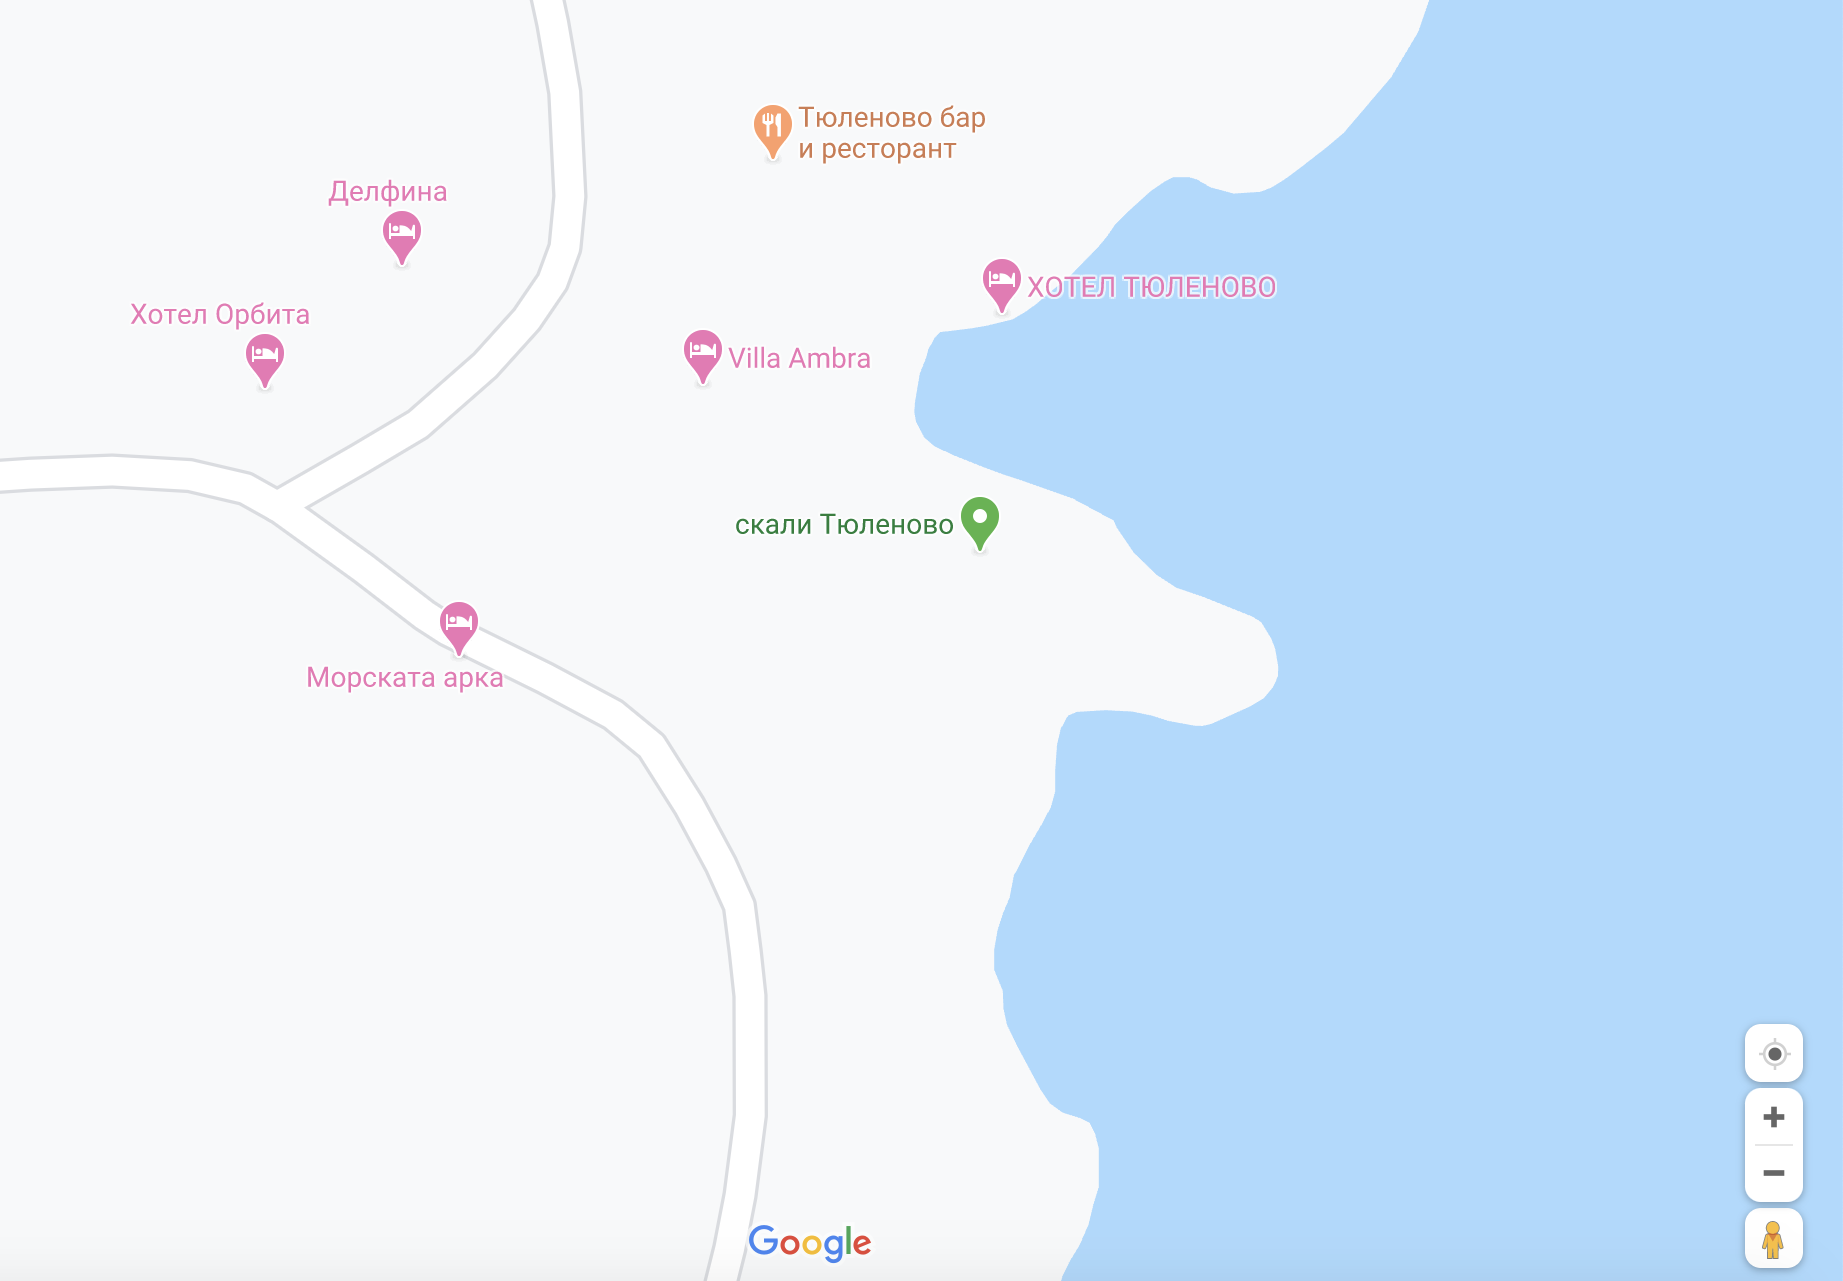 Тюленово бар
и ресторант
Делфина
ХОТЕЛ ТЮЛЕНОВО
Хотел Орбита
Villa Ambra
скали Тюленово
Морската арка
Google